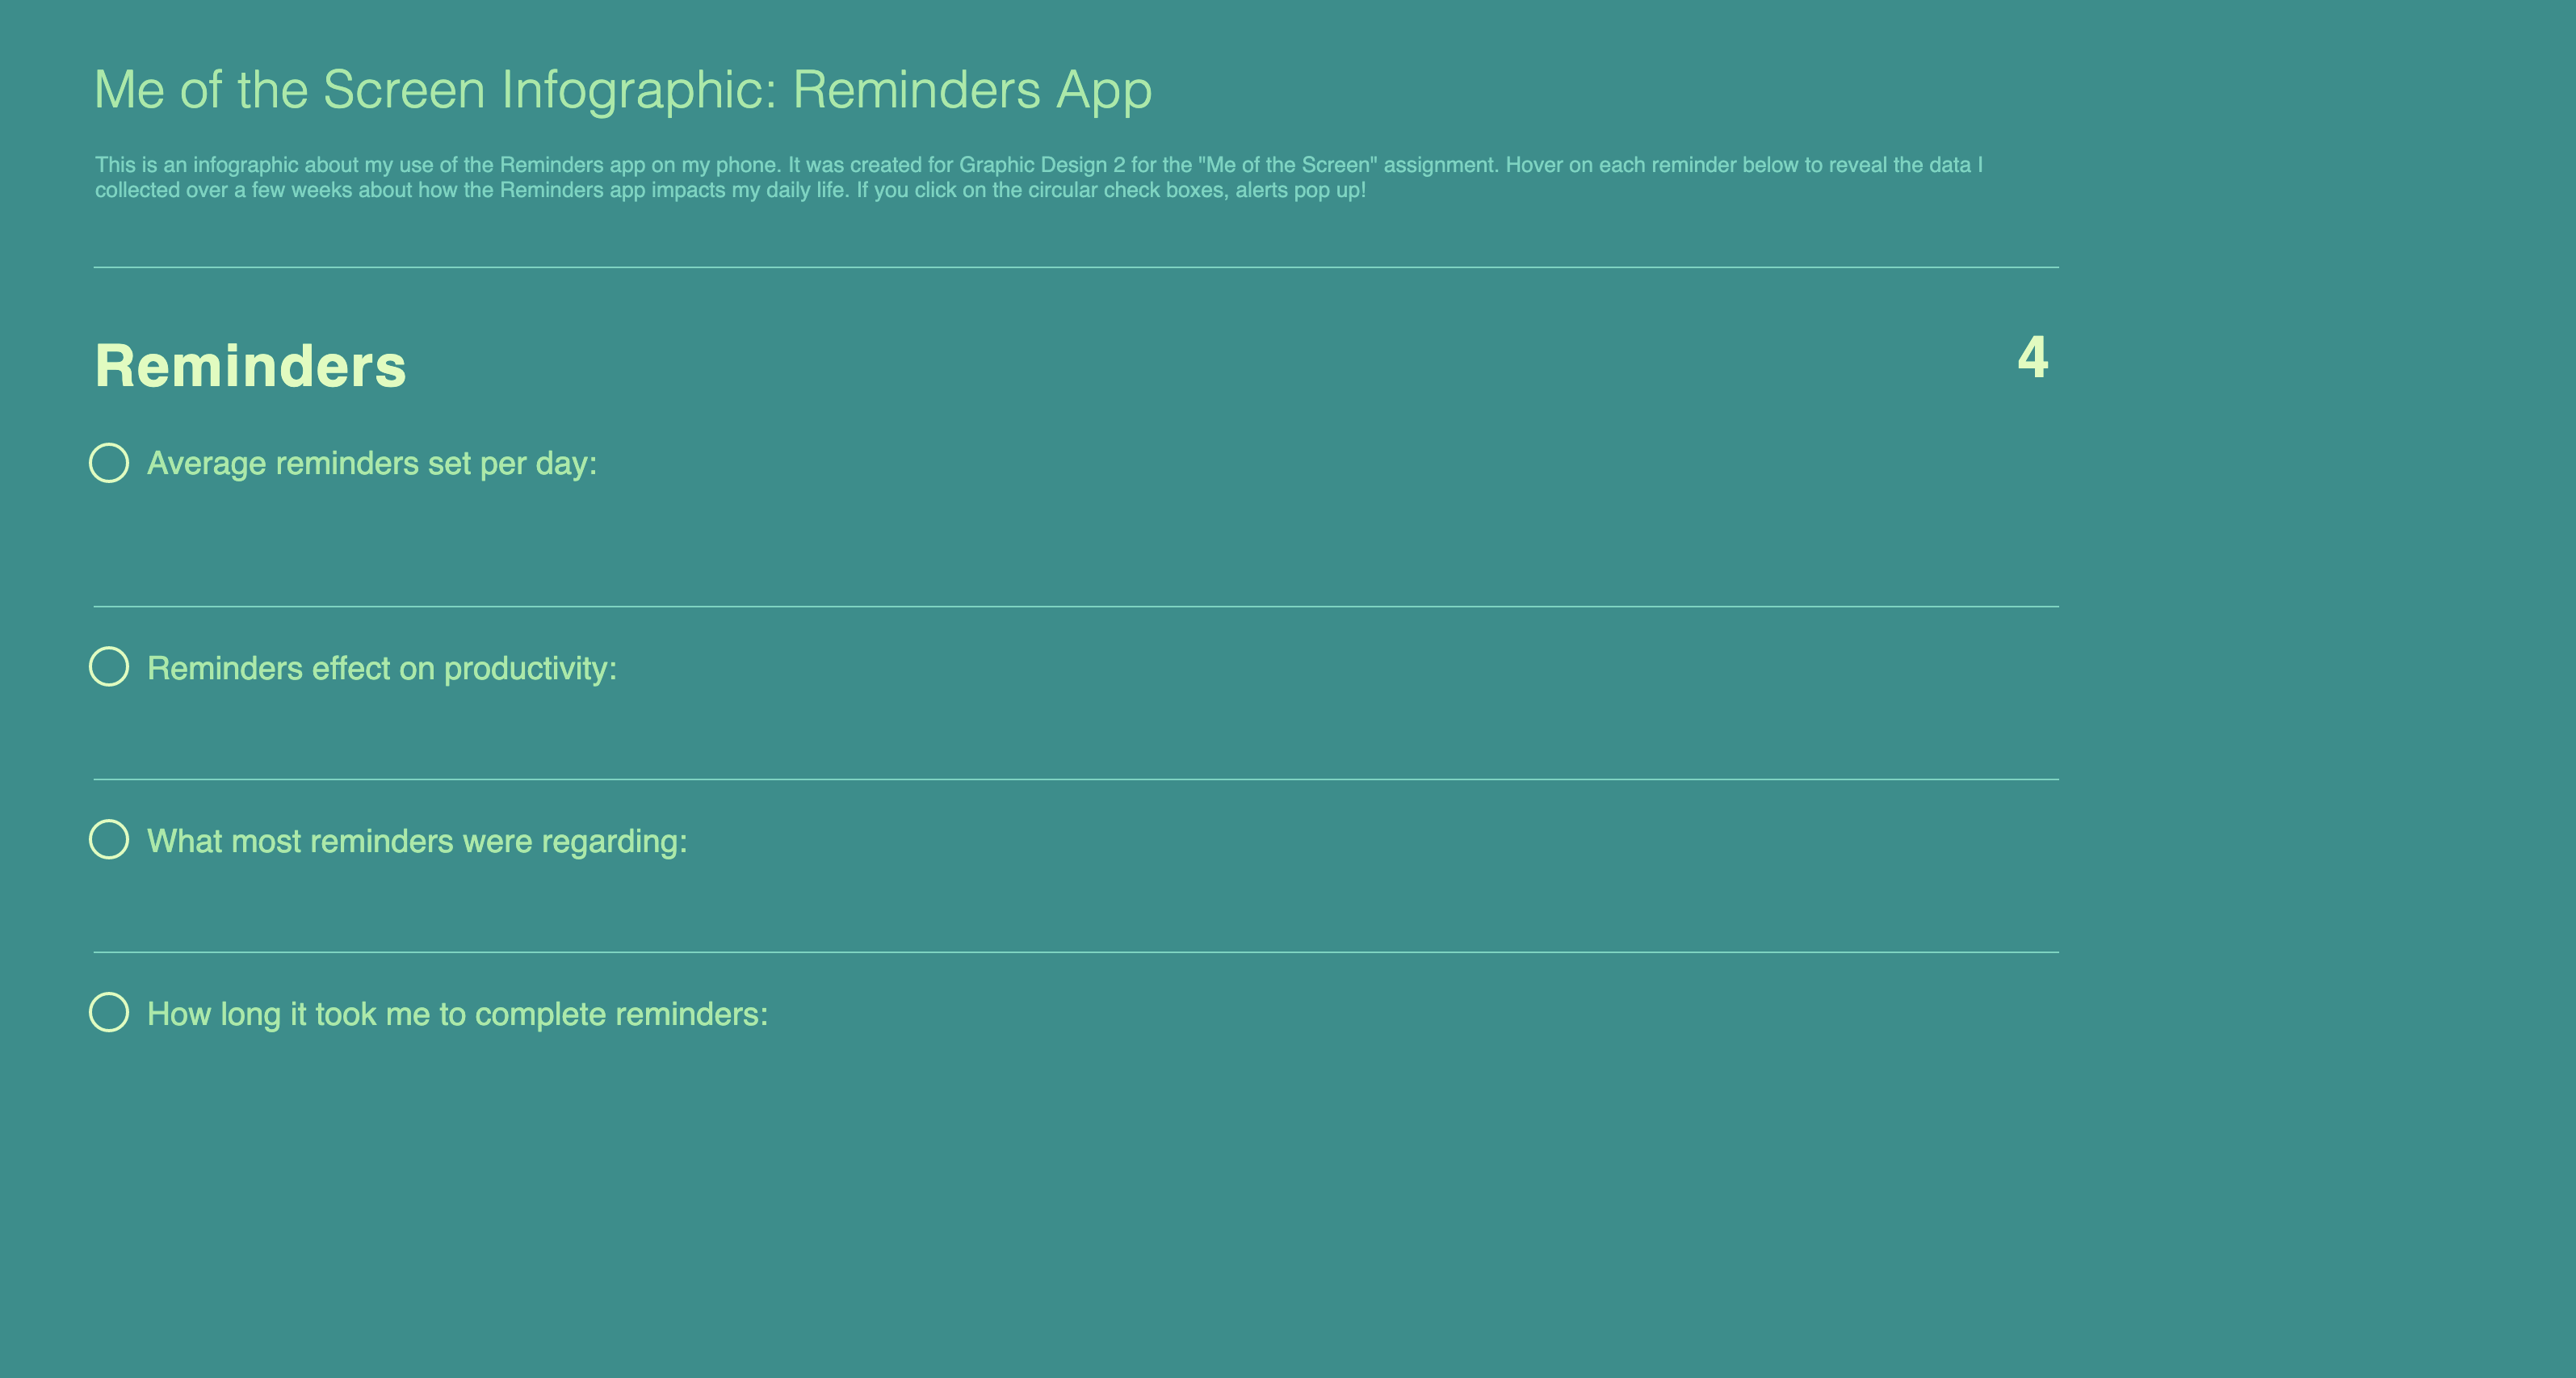 Me of the Screen Infographic: Reminders App
This is an infographic about my use of the Reminders app on my phone. It was created for Graphic Design 2 for the "Me of the Screen" assignment. Hover on each reminder below to reveal the data I
collected over a few weeks about how the Reminders app impacts my daily life. If you click on the circular check boxes, alerts pop up!
Reminders 4
Average reminders set per day:
Reminders effect on productivity:
What most reminders were regarding:
How long it took me to complete reminders: